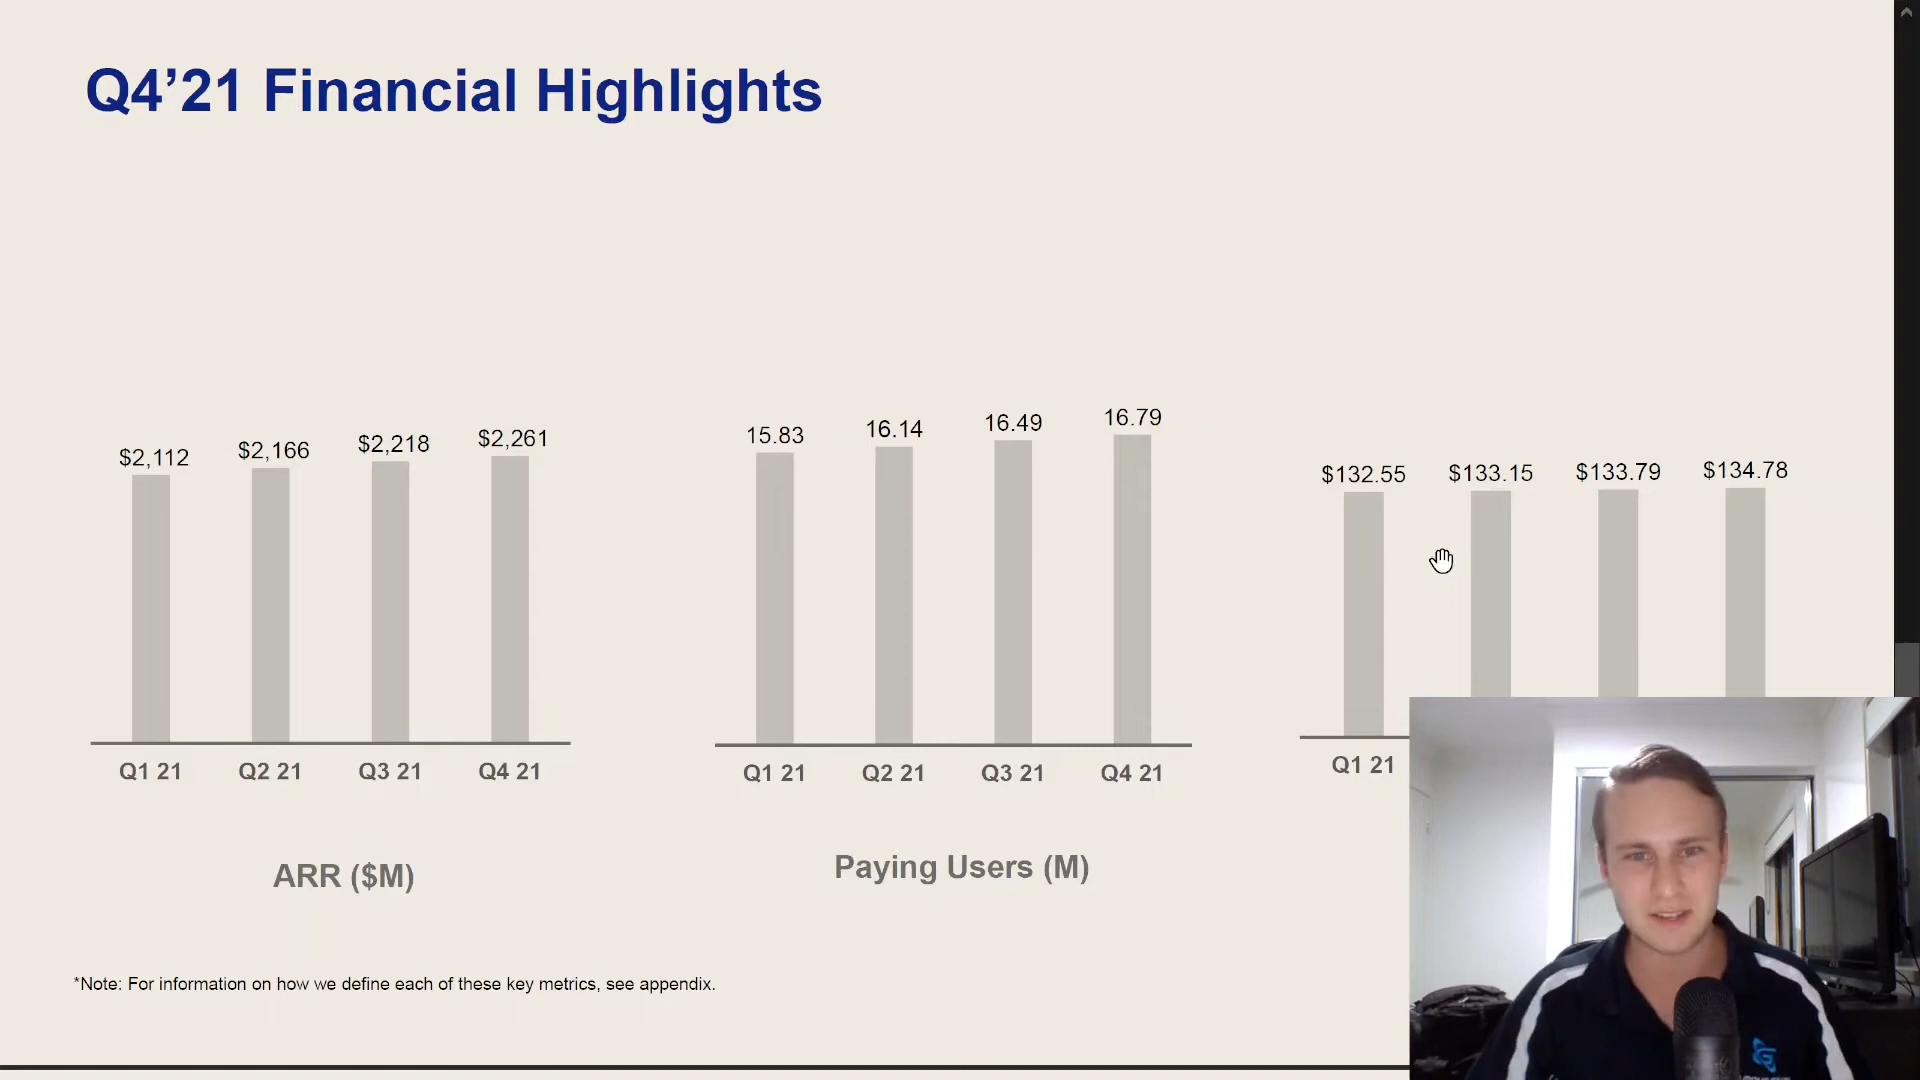 Q4’21 Financial Highlights
$2,112 $2,166 $2,218 $2,261
Q1 21 Q2 21 Q3 21 Q4 21
ARR ($M)
15.83 16.14 16.49 16.79
Q1 21 Q2 21 Q3 21 Q4 21
Paying Users (M)
$132.55 $133.15 $133.79 $134.78
Q1 21
*Note: For information on how we define each of these key metrics, see appendix.